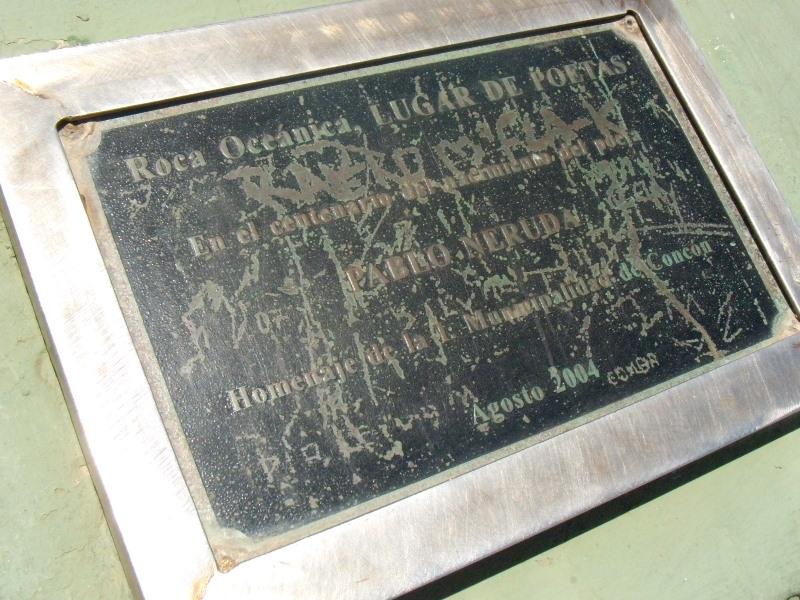 Roca Oceánica, LUGAR DE POETAS
En el centenario del nacimiento del poeta
PABLO NERUDA
Homenaje de la I. Municipalidad de Concón
Agosto 2004